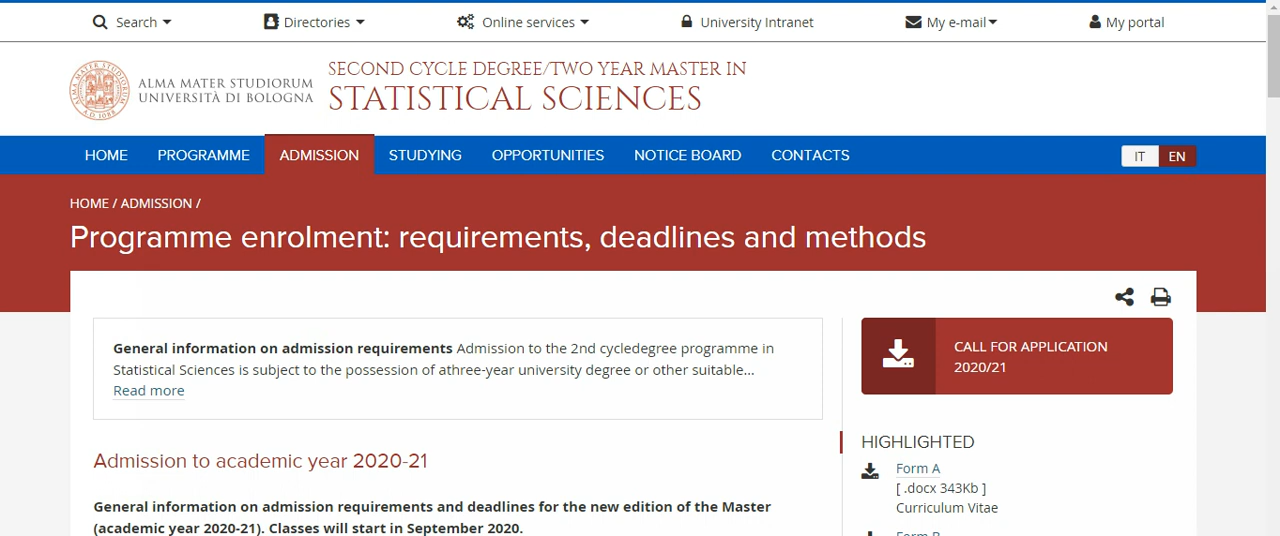 Search
Directories
Online services
University Intranet
My e-mail
My portal
ALMA MATER STUDIORUM
UNIVERSITÀ DI BOLOGNA
SECOND CYCLE DEGREE/TWO YEAR MASTER IN
STATISTICAL SCIENCES
HOME
PROGRAMME
ADMISSION
STUDYING
OPPORTUNITIES
NOTICE BOARD
CONTACTS
IT
EN
HOME / ADMISSION /
Programme enrolment: requirements, deadlines and methods
General information on admission requirements Admission to the 2nd cycledegree programme in
Statistical Sciences is subject to the possession of athree-year university degree or other suitable...
Read more
Admission to academic year 2020-21
General information on admission requirements and deadlines for the new edition of the Master
(academic year 2020-21). Classes will start in September 2020.
CALL FOR APPLICATION
2020/21
HIGHLIGHTED
Form A
[ .docx 343Kb ]
Curriculum Vitae